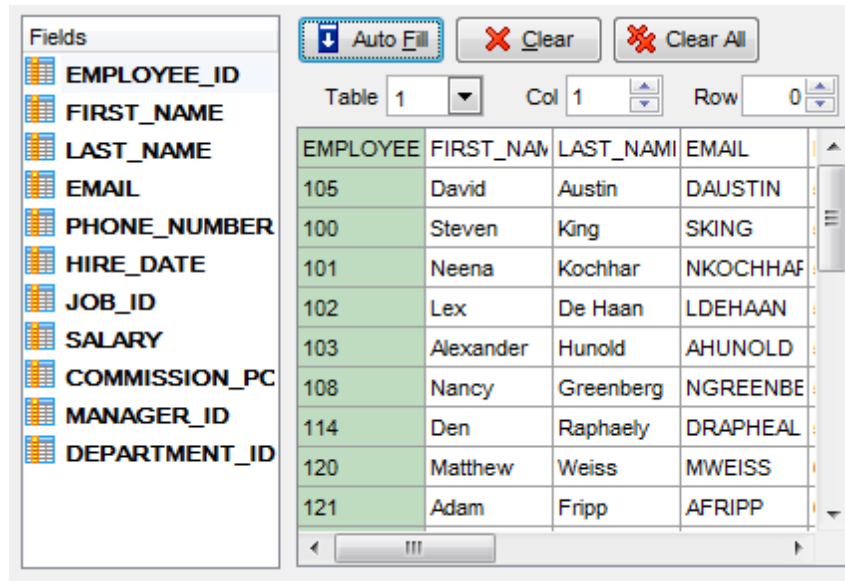 Fields
EMPLOYEE_ID
FIRST_NAME
LAST_NAME
EMAIL
PHONE_NUMBER
HIRE_DATE
JOB_ID
SALARY
COMMISSION_PC
MANAGER_ID
DEPARTMENT_ID
Auto Fill Clear Clear All
Table 1 Col 1 Row 0
EMPLOYEE FIRST_NAM LAST_NAMI EMAIL
105 David Austin DAUSTIN
100 Steven King SKING
101 Neena Kochhar NKOCHHAR
102 Lex De Haan LDEHAAN
103 Alexander Hunold AHUNOLD
108 Nancy Greenberg NGREENBE
114 Den Raphaely DRAPHEAL
120 Matthew Weiss MWEISS
121 Adam Fripp AFRIPP